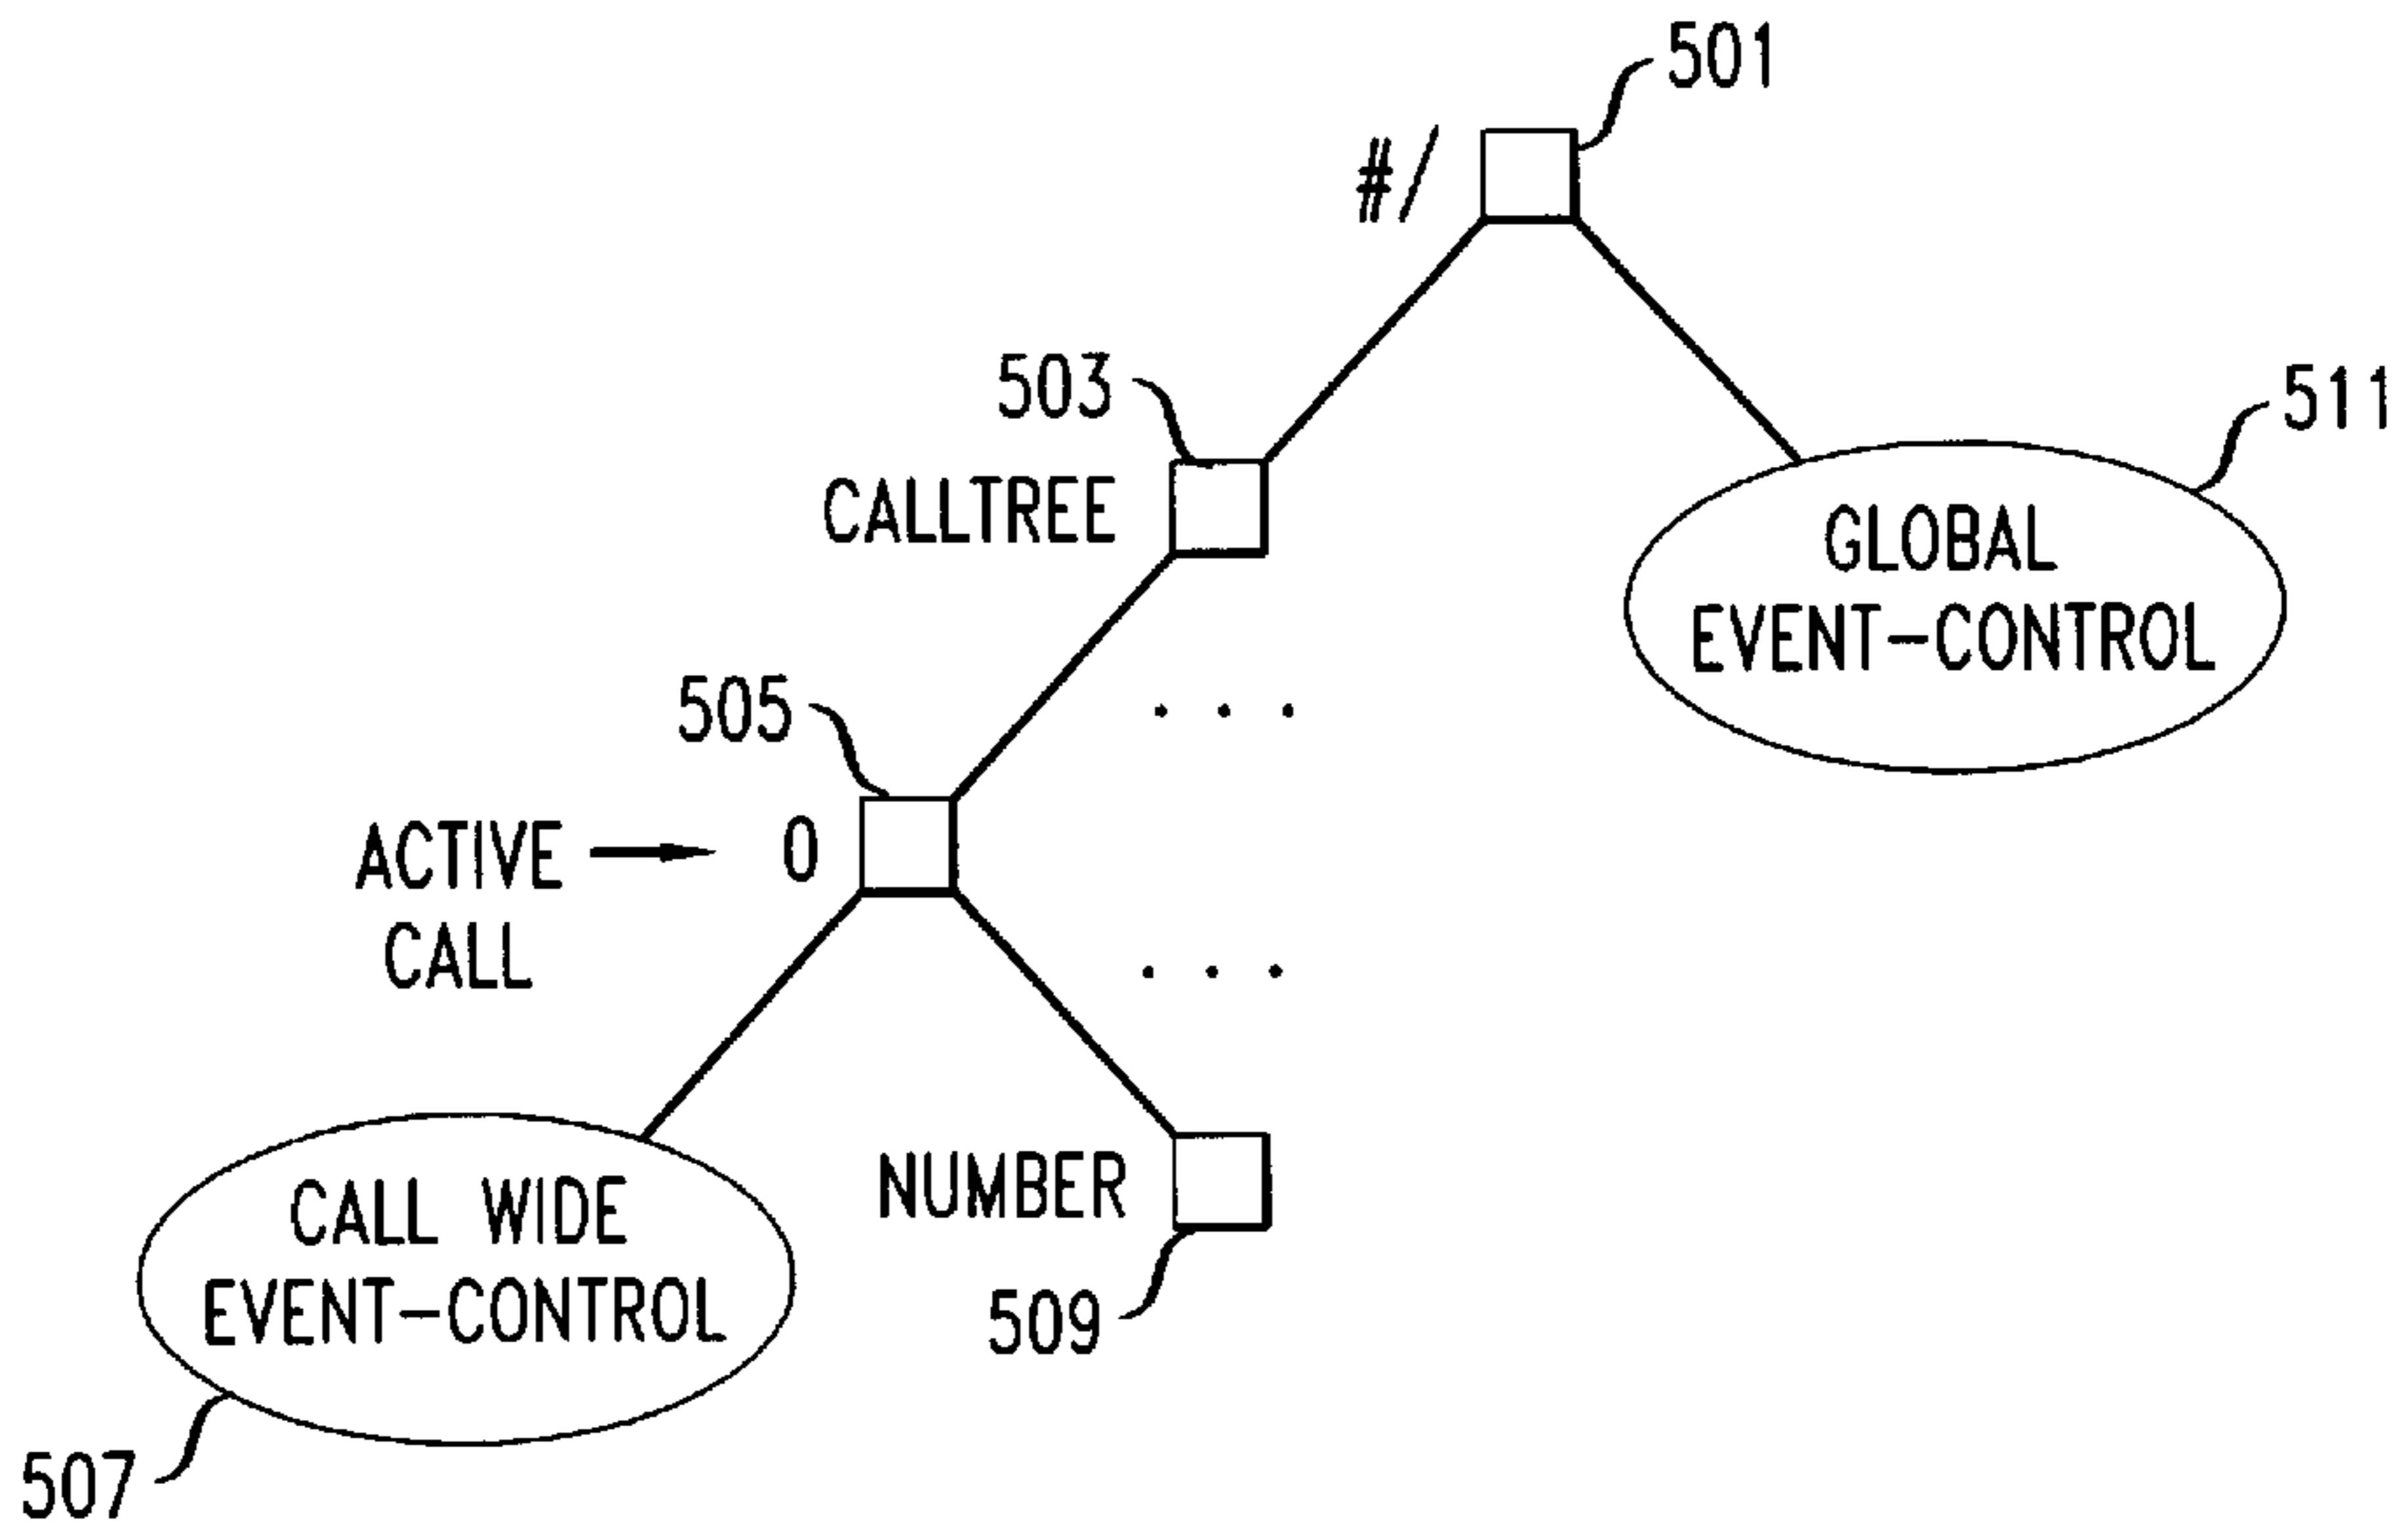 501
#/
503
511
CALLTREE
GLOBAL
EVENT-CONTROL
505
. . .
ACTIVE → 0
CALL
. . .
CALL WIDE
EVENT-CONTROL
NUMBER
509
507